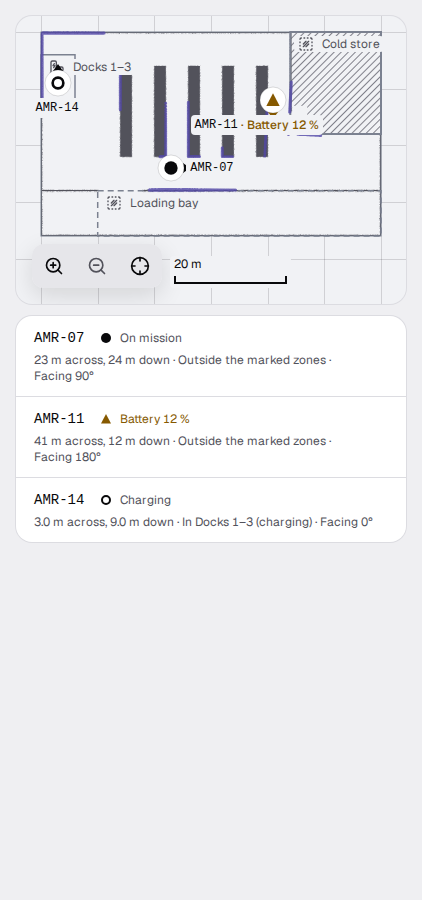 Cold store
Docks 1–3
AMR-14
AMR-11 · Battery 12 %
AMR-07
Loading bay
20 m
AMR-07 On mission
23 m across, 24 m down · Outside the marked zones ·
Facing 90°
AMR-11 Battery 12 %
41 m across, 12 m down · Outside the marked zones ·
Facing 180°
AMR-14 Charging
3.0 m across, 9.0 m down · In Docks 1–3 (charging) · Facing 0°